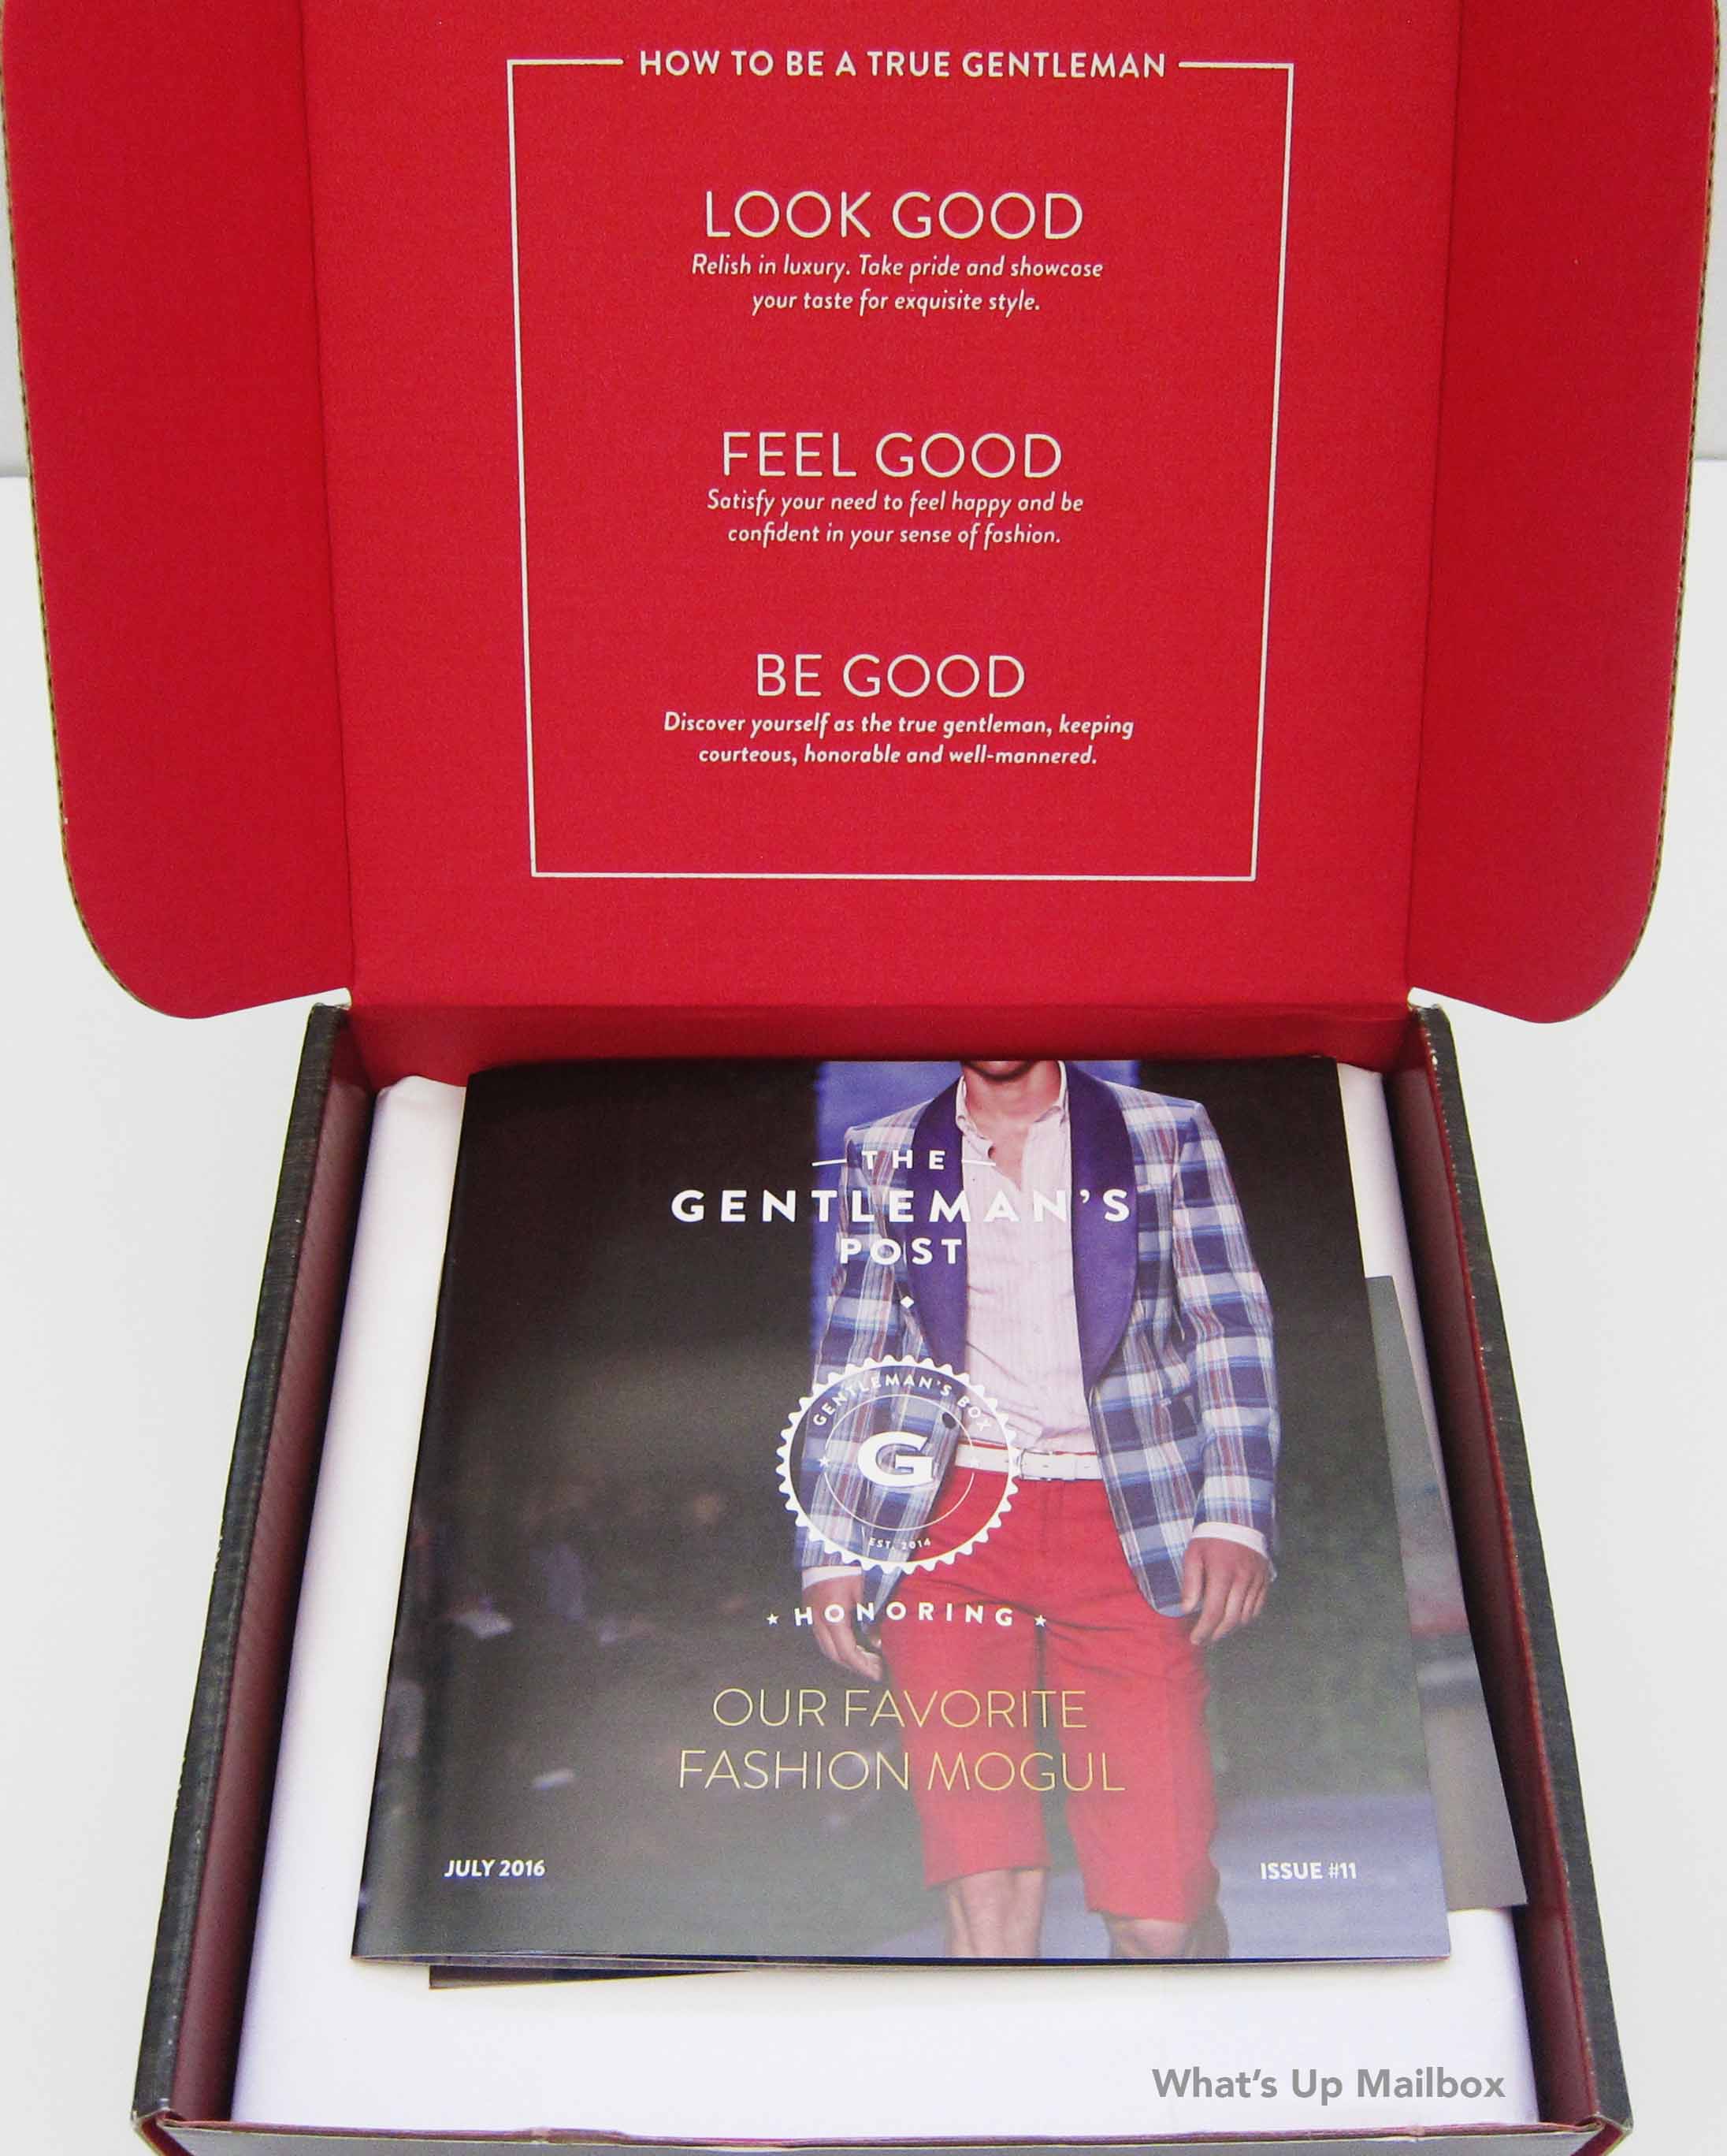 HOW TO BE A TRUE GENTLEMAN
LOOK GOOD
Relish in luxury. Take pride and showcase
your taste for exquisite style.
FEEL GOOD
Satisfy your need to feel happy and be
confident in your sense of fashion.
BE GOOD
Discover yourself as the true gentleman, keeping
courteous, honorable and well-mannered.
THE
GENTLEMAN'S
POST
GENTLEMAN'S BOX
G
EST. 2014
HONORING
OUR FAVORITE
FASHION MOGUL
JULY 2016
ISSUE #11
What's Up Mailbox